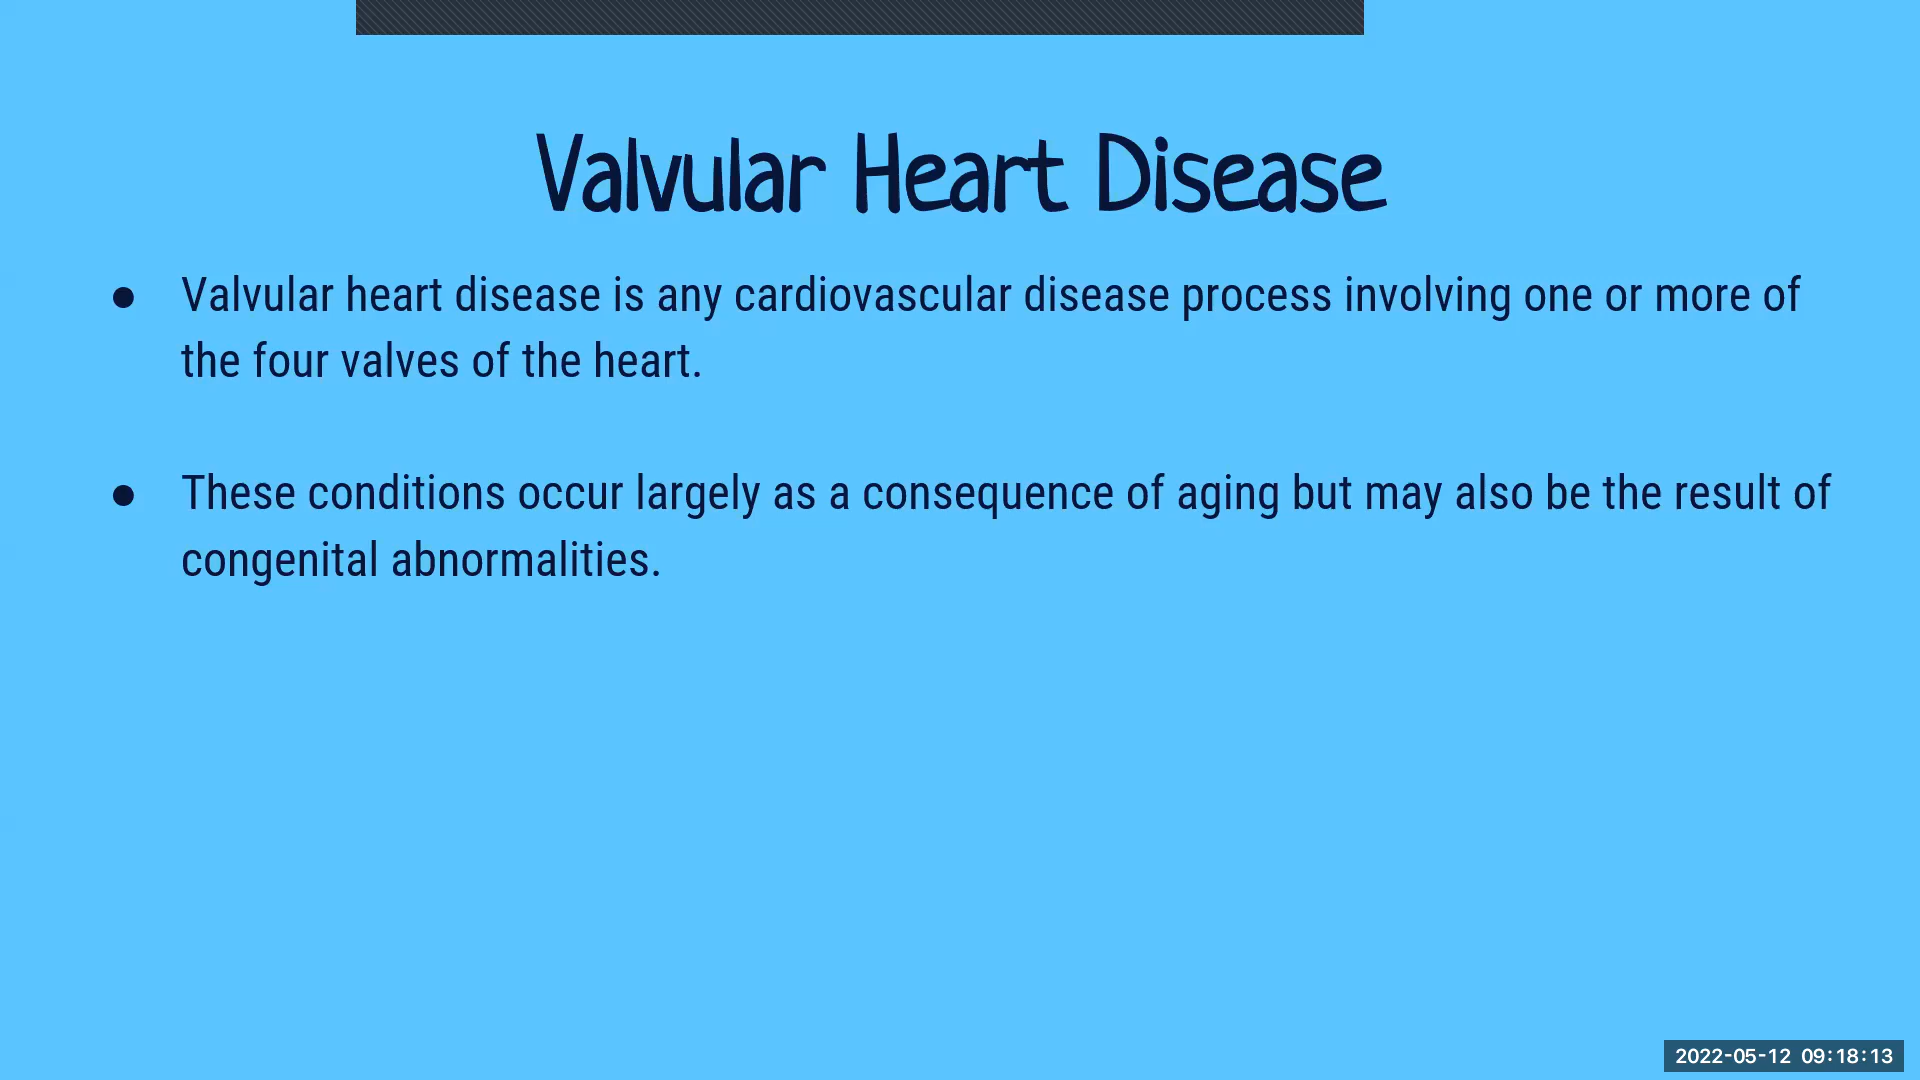 Valvular Heart Disease
● Valvular heart disease is any cardiovascular disease process involving one or more of
the four valves of the heart.
● These conditions occur largely as a consequence of aging but may also be the result of
congenital abnormalities.
2022-05-12 09:18:13